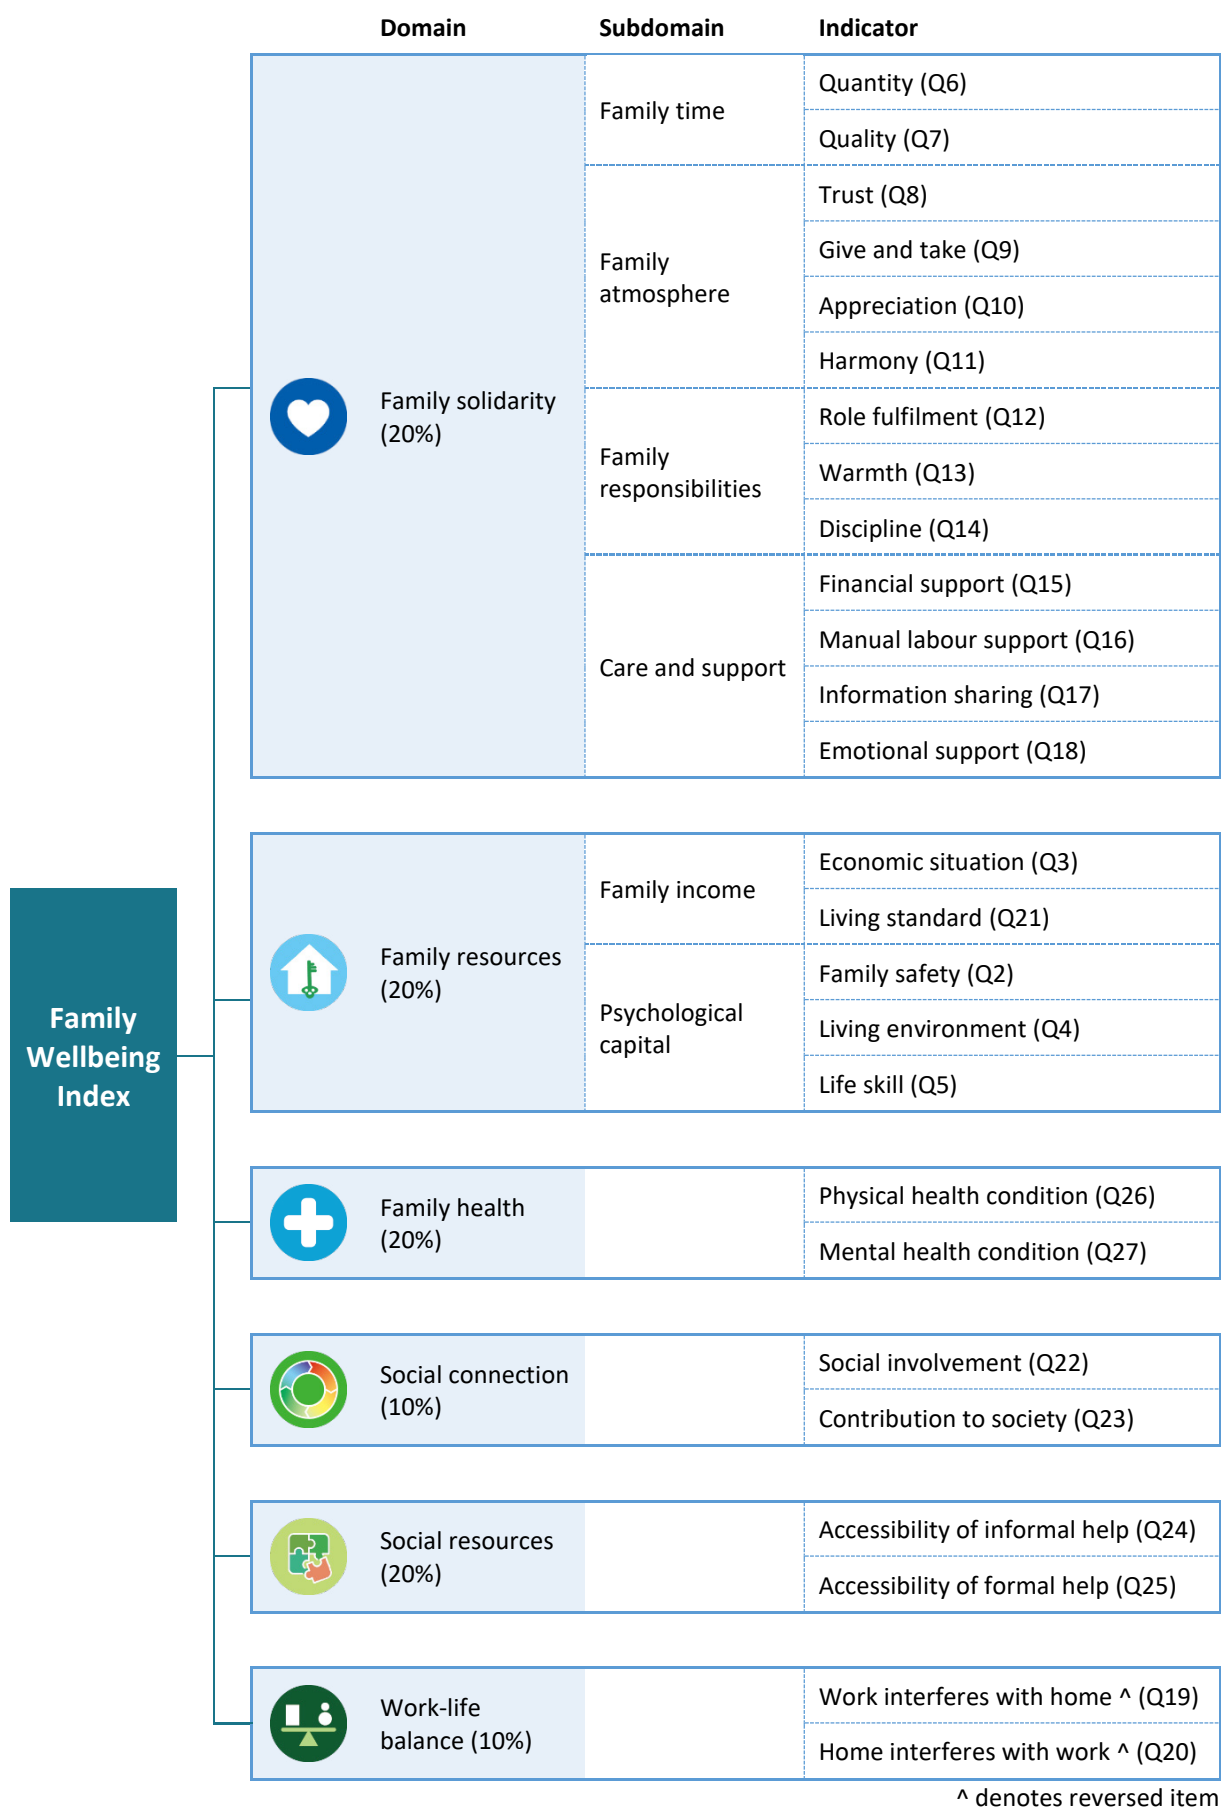 Domain Subdomain Indicator
Family time
Quantity (Q6)
Quality (Q7)
Family
atmosphere
Trust (Q8)
Give and take (Q9)
Appreciation (Q10)
Harmony (Q11)
Family solidarity
(20%)
Family
responsibilities
Role fulfilment (Q12)
Warmth (Q13)
Discipline (Q14)
Care and support
Financial support (Q15)
Manual labour support (Q16)
Information sharing (Q17)
Emotional support (Q18)
Family
Wellbeing
Index
Family resources
(20%)
Family income
Economic situation (Q3)
Living standard (Q21)
Psychological
capital
Family safety (Q2)
Living environment (Q4)
Life skill (Q5)
Family health
(20%)
Physical health condition (Q26)
Mental health condition (Q27)
Social connection
(10%)
Social involvement (Q22)
Contribution to society (Q23)
Social resources
(20%)
Accessibility of informal help (Q24)
Accessibility of formal help (Q25)
Work-life
balance (10%)
Work interferes with home ^ (Q19)
Home interferes with work ^ (Q20)
^ denotes reversed item